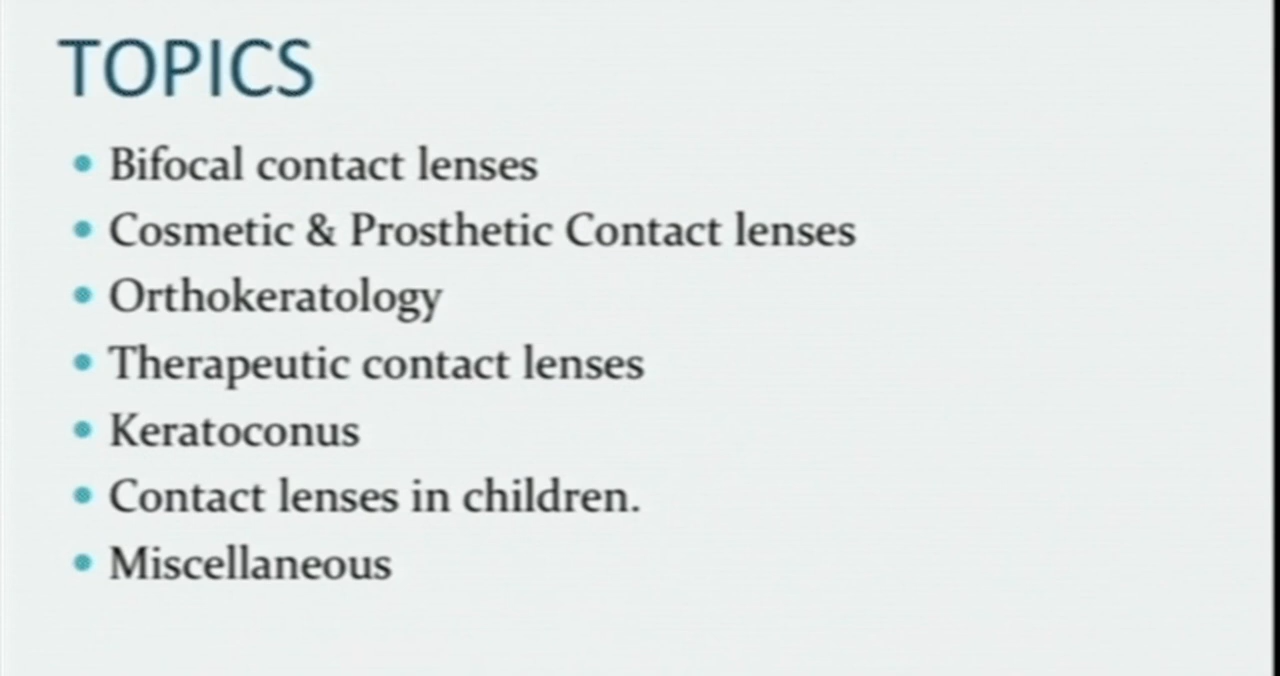 TOPICS
Bifocal contact lenses
Cosmetic & Prosthetic Contact lenses
Orthokeratology
Therapeutic contact lenses
Keratoconus
Contact lenses in children.
Miscellaneous